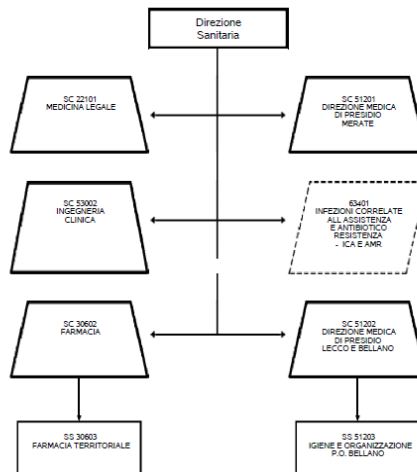 Direzione
Sanitaria
SC 22101
MEDICINA LEGALE
SC 51201
DIREZIONE MEDICA
DI PRESIDIO
MERATE
SC 53002
INGEGNERIA
CLINICA
63401
INFEZIONI CORRELATE
ALL ASSISTENZA
E ANTIBIOTICO
RESISTENZA
- ICA E AMR
SC 30602
FARMACIA
SC 51202
DIREZIONE MEDICA
DI PRESIDIO
LECCO E BELLANO
SS 30603
FARMACIA TERRITORIALE
SS 51203
IGIENE E ORGANIZZAZIONE
P.O. BELLANO